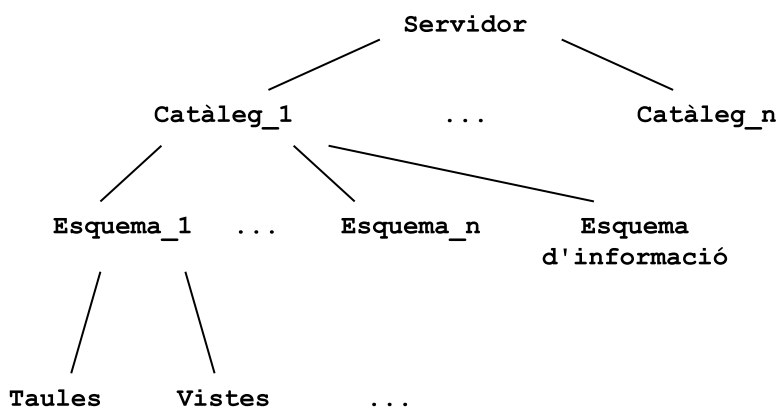 Servidor
Catàleg_1 ... Catàleg_n
Esquema_1 ... Esquema_n Esquema
d'informació
Taules Vistes ...